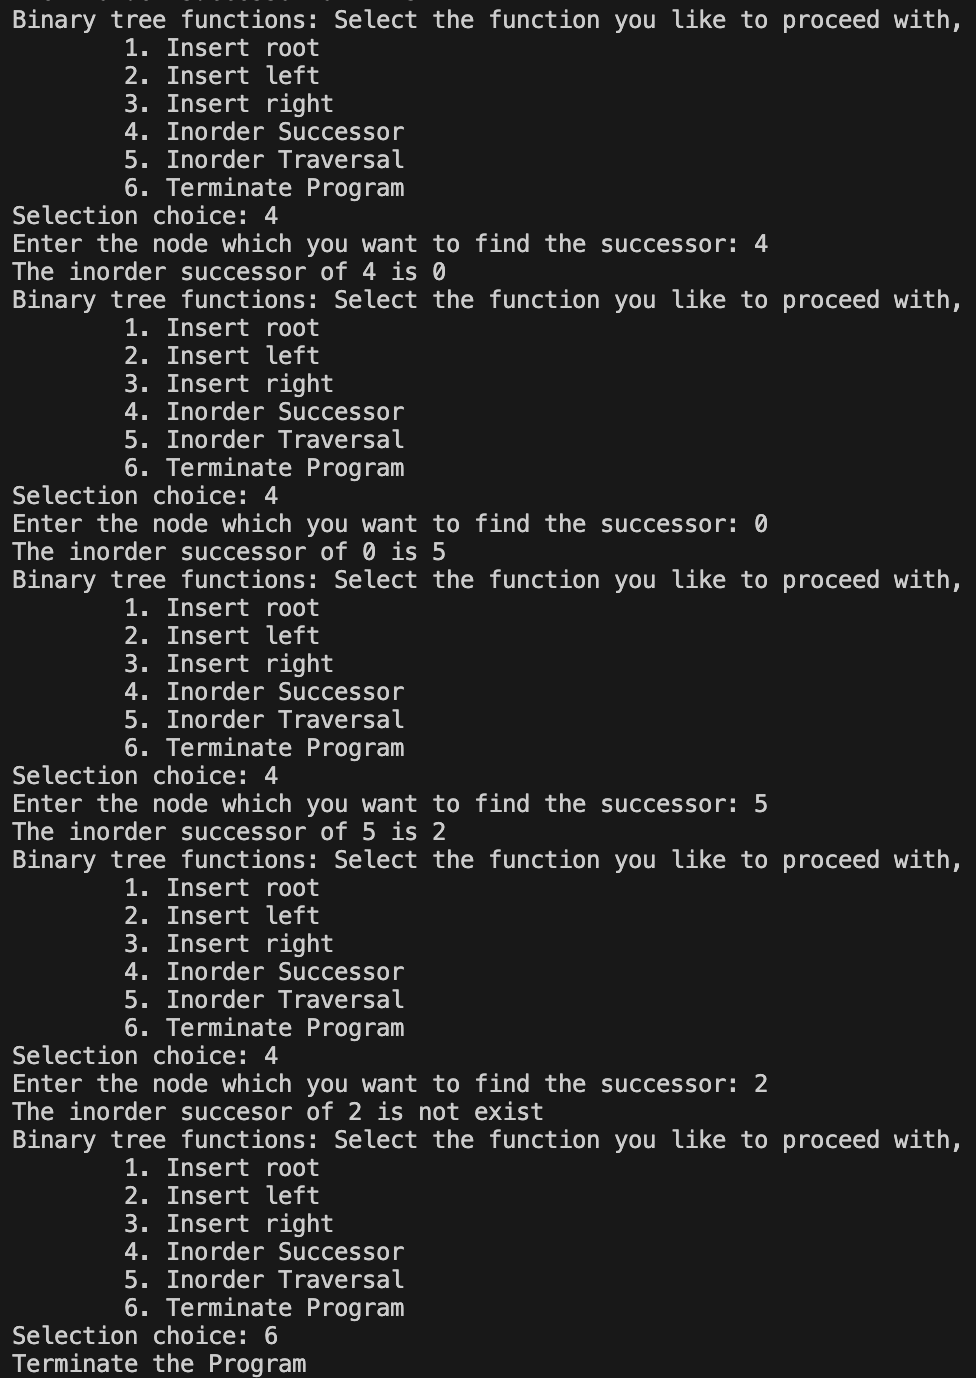 Binary tree functions: Select the function you like to proceed with,
1. Insert root
2. Insert left
3. Insert right
4. Inorder Successor
5. Inorder Traversal
6. Terminate Program
Selection choice: 4
Enter the node which you want to find the successor: 4
The inorder successor of 4 is 0
Binary tree functions: Select the function you like to proceed with,
1. Insert root
2. Insert left
3. Insert right
4. Inorder Successor
5. Inorder Traversal
6. Terminate Program
Selection choice: 4
Enter the node which you want to find the successor: 0
The inorder successor of 0 is 5
Binary tree functions: Select the function you like to proceed with,
1. Insert root
2. Insert left
3. Insert right
4. Inorder Successor
5. Inorder Traversal
6. Terminate Program
Selection choice: 4
Enter the node which you want to find the successor: 5
The inorder successor of 5 is 2
Binary tree functions: Select the function you like to proceed with,
1. Insert root
2. Insert left
3. Insert right
4. Inorder Successor
5. Inorder Traversal
6. Terminate Program
Selection choice: 4
Enter the node which you want to find the successor: 2
The inorder succesor of 2 is not exist
Binary tree functions: Select the function you like to proceed with,
1. Insert root
2. Insert left
3. Insert right
4. Inorder Successor
5. Inorder Traversal
6. Terminate Program
Selection choice: 6
Terminate the Program